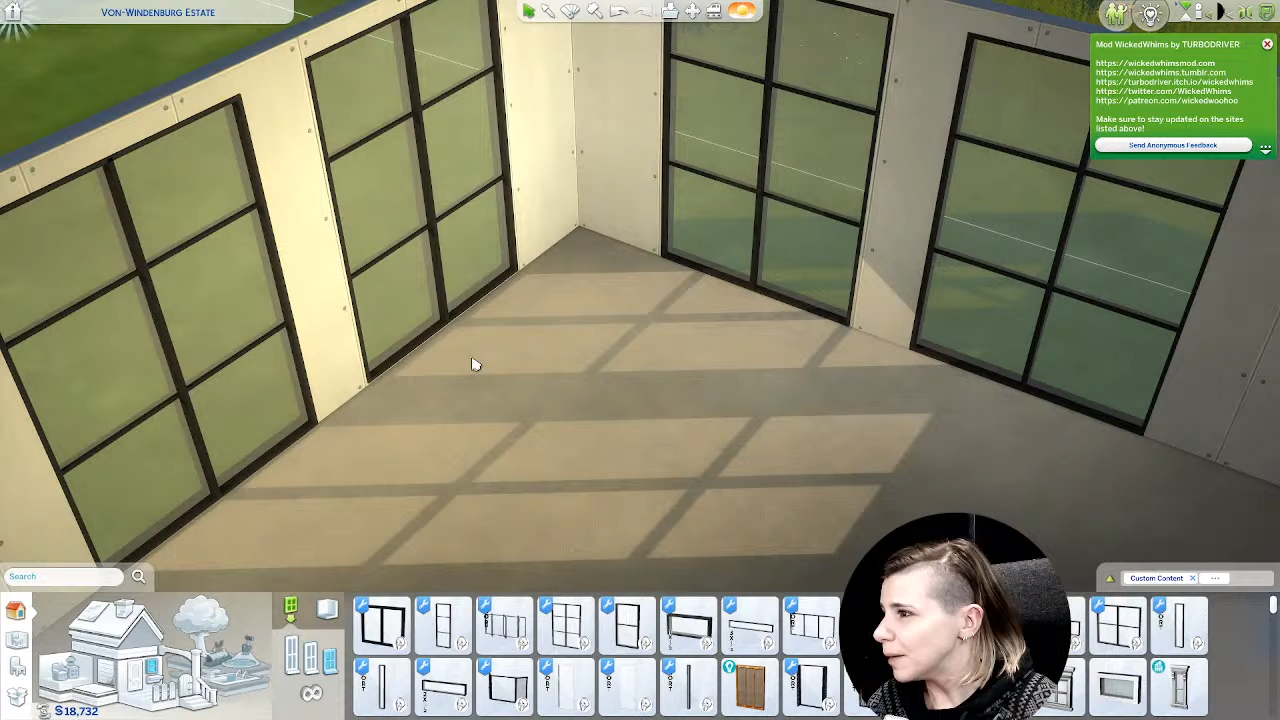 Von-Windenburg Estate
Mod WickedWhims by TURBODRIVER
https://wickedwhimsmod.com
https://wickedwhims.tumblr.com
https://turbodriver.itch.io/wickedwhims
https://twitter.com/WickedWhims
https://patreon.com/wickedwoohoo
Make sure to stay updated on the sites
listed above!
Send Anonymous Feedback
Search
Custom Content
§18,732